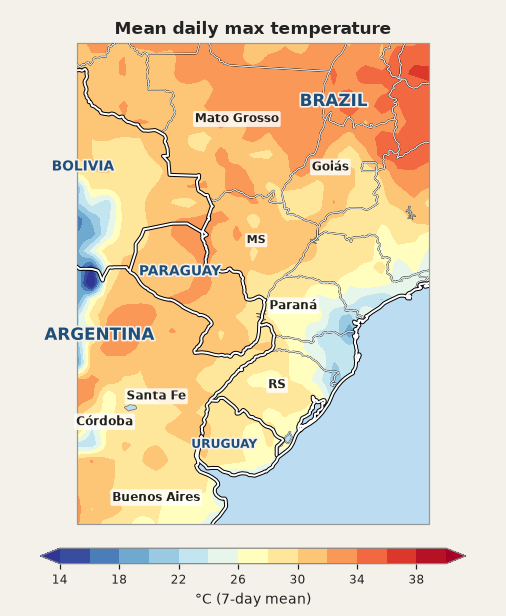 Mean daily max temperature
BRAZIL
Mato Grosso
BOLIVIA
Goiás
MS
PARAGUAY
Paraná
ARGENTINA
RS
Santa Fe
Córdoba
URUGUAY
Buenos Aires
14 18 22 26 30 34 38
°C (7-day mean)